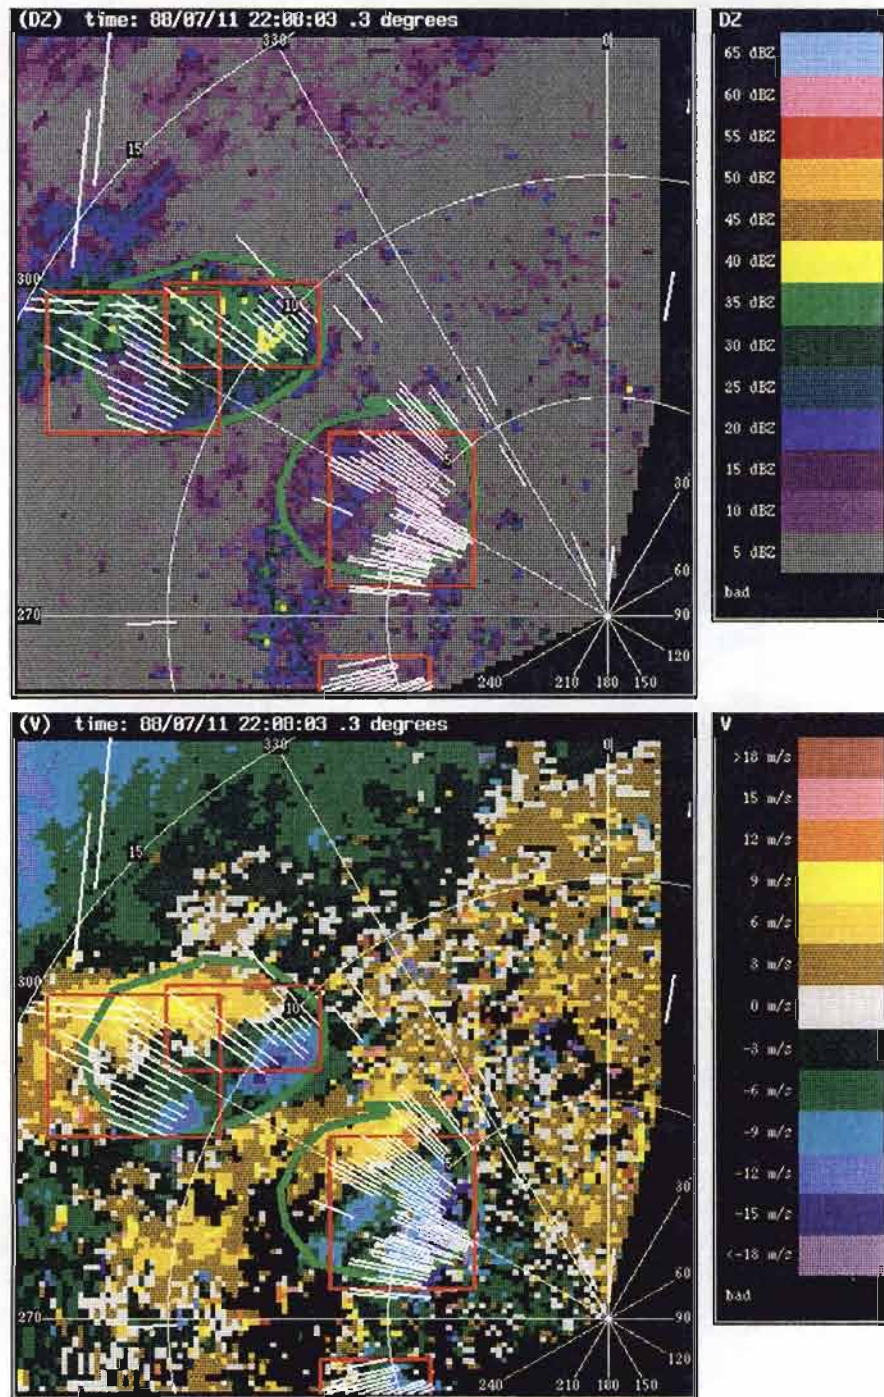 (DZ) time: 88/07/11 22:08:03 .3 degrees
330
0
15
300
10
5
30
60
270
90
120
240
210
180
150
DZ
65 dBZ
60 dBZ
55 dBZ
50 dBZ
45 dBZ
40 dBZ
35 dBZ
30 dBZ
25 dBZ
20 dBZ
15 dBZ
10 dBZ
5 dBZ
bad
(V) time: 88/07/11 22:08:03 .3 degrees
330
0
15
300
10
30
60
270
90
120
240
210
180
150
V
>18 m/s
15 m/s
12 m/s
9 m/s
6 m/s
3 m/s
0 m/s
-3 m/s
-6 m/s
-9 m/s
-12 m/s
-15 m/s
<-18 m/s
bad